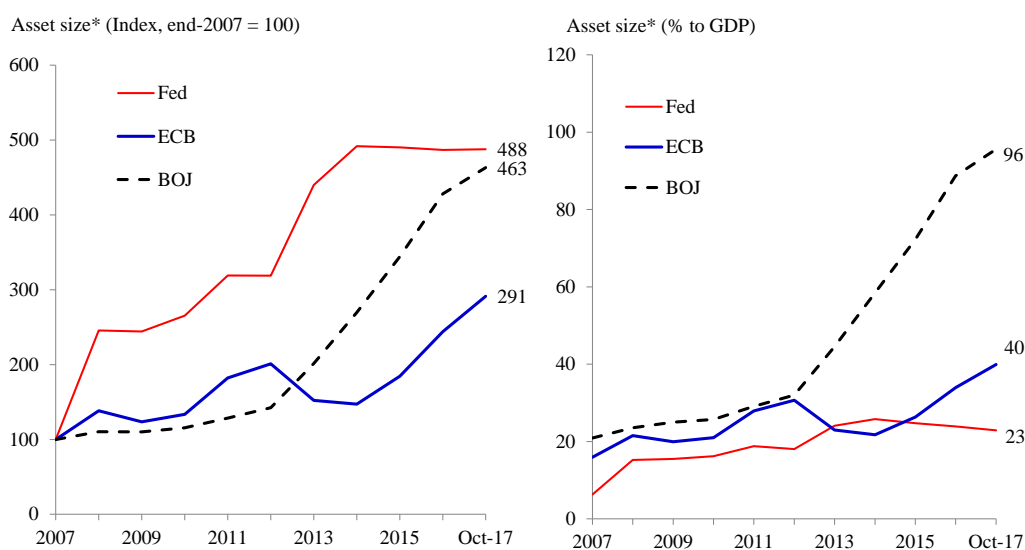 Asset size* (Index, end-2007 = 100)
600
500
400
300
200
100
0
Fed
ECB
BOJ
488
463
291
2007 2009 2011 2013 2015 Oct-17
Asset size* (% to GDP)
120
100
80
60
40
20
0
Fed
ECB
BOJ
96
40
23
2007 2009 2011 2013 2015 Oct-17